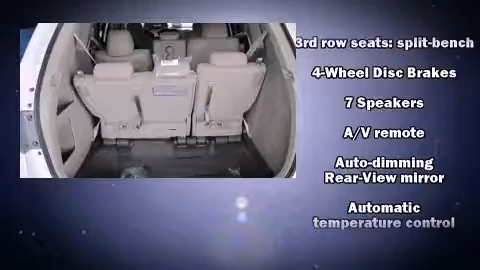 3rd row seats: split-bench
4-Wheel Disc Brakes
7 Speakers
A/V remote
Auto-dimming
Rear-View mirror
Automatic
temperature control